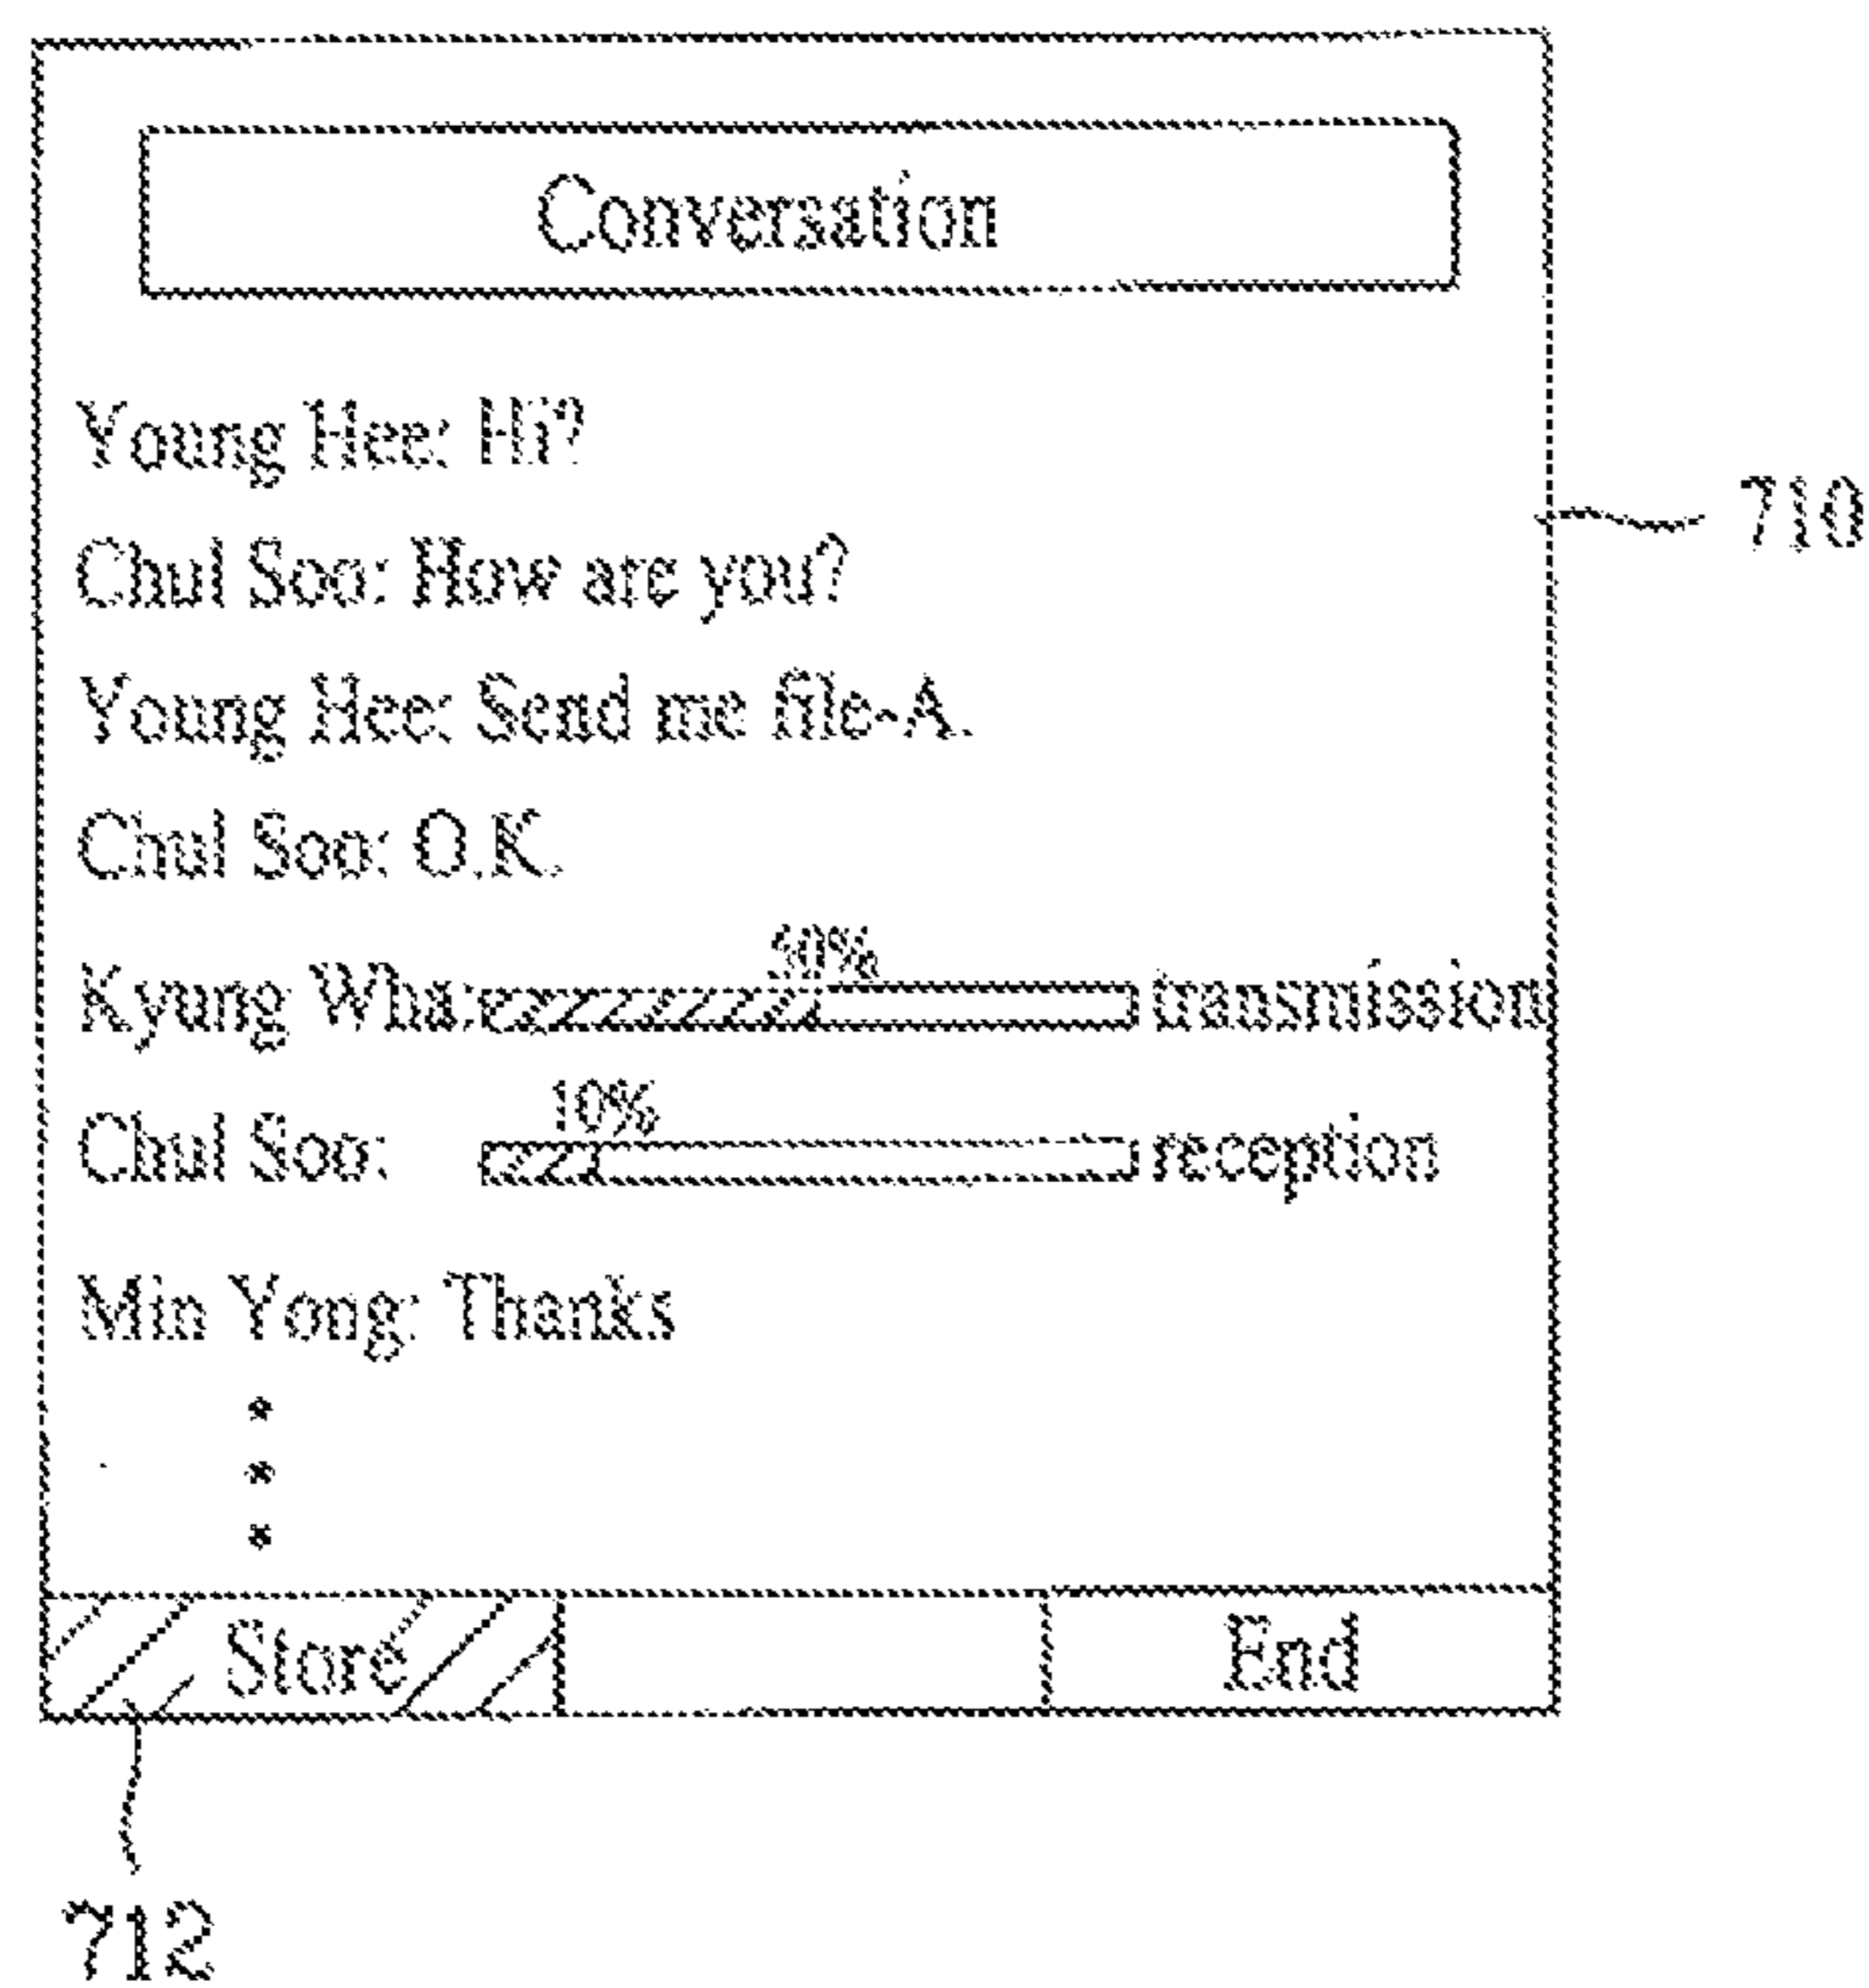 Conversation
Young Hee: Hi?
710
Chul Soo: How are you?
Young Hee: Send me file-A.
Chul Soo: O.K.
50%
Kyung Wha: transmission
10%
Chul Soo: reception
Min Yong: Thanks
Store End
712